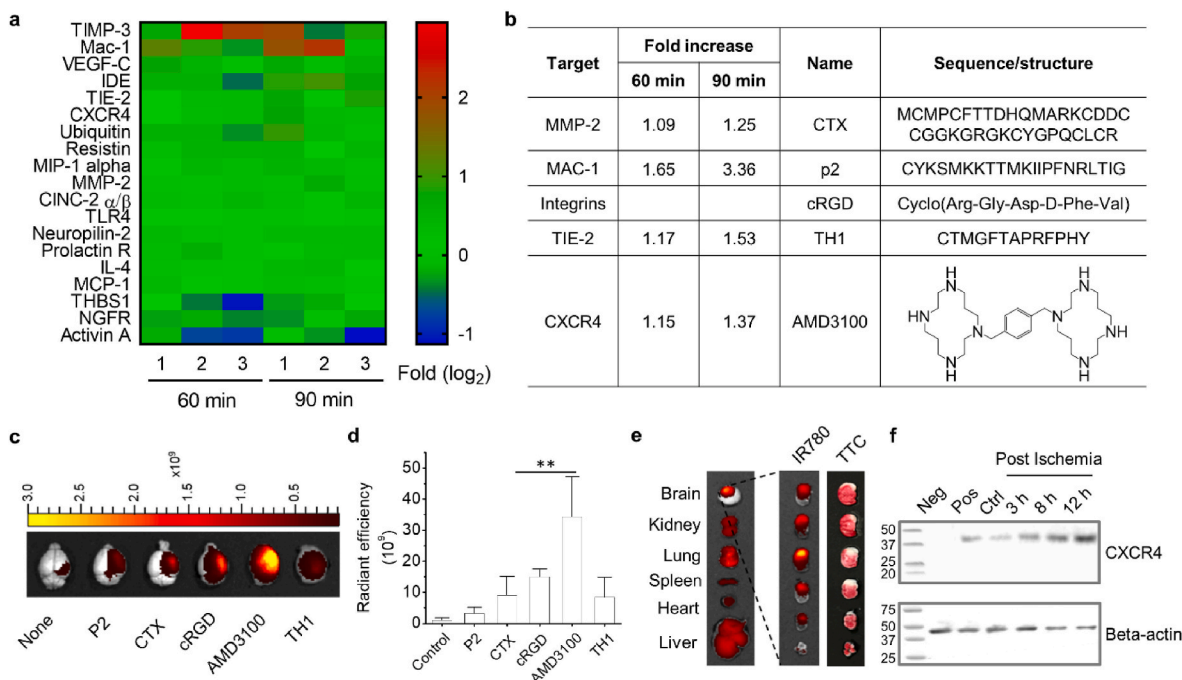 a
TIMP-3
Mac-1
VEGF-C
IDE
TIE-2
CXCR4
Ubiquitin
Resistin
MIP-1 alpha
MMP-2
CINC-2 α/β
TLR4
Neuropilin-2
Prolactin R
IL-4
MCP-1
THBS1
NGFR
Activin A
1 2 3 1 2 3
60 min 90 min
2
1
0
-1
Fold (log2)
b
Target Fold increase Name Sequence/structure
60 min 90 min
MMP-2 1.09 1.25 CTX MCMPCFTTDHQMARKCDDC
CGGKGRGKCYGPQCLCR
MAC-1 1.65 3.36 p2 CYKSMKKTTMKIIPFNRLTIG
Integrins cRGD Cyclo(Arg-Gly-Asp-D-Phe-Val)
TIE-2 1.17 1.53 TH1 CTMGFTAPRFPHY
CXCR4 1.15 1.37 AMD3100
H
N
NH
N
N
H
N
H
H
N
N
NH
N
H
c
x10⁹
3.0 2.5 2.0 1.5 1.0 0.5
None P2 CTX cRGD AMD3100 TH1
d
Radiant efficiency
(10⁹)
50
40
30
20
10
0
**
Control P2 CTX cRGD AMD3100 TH1
e
IR780 TTC
Brain
Kidney
Lung
Spleen
Heart
Liver
f
Post Ischemia
Neg Pos Ctrl 3 h 8 h 12 h
50
37
25
20
CXCR4
75
50
37
25
Beta-actin